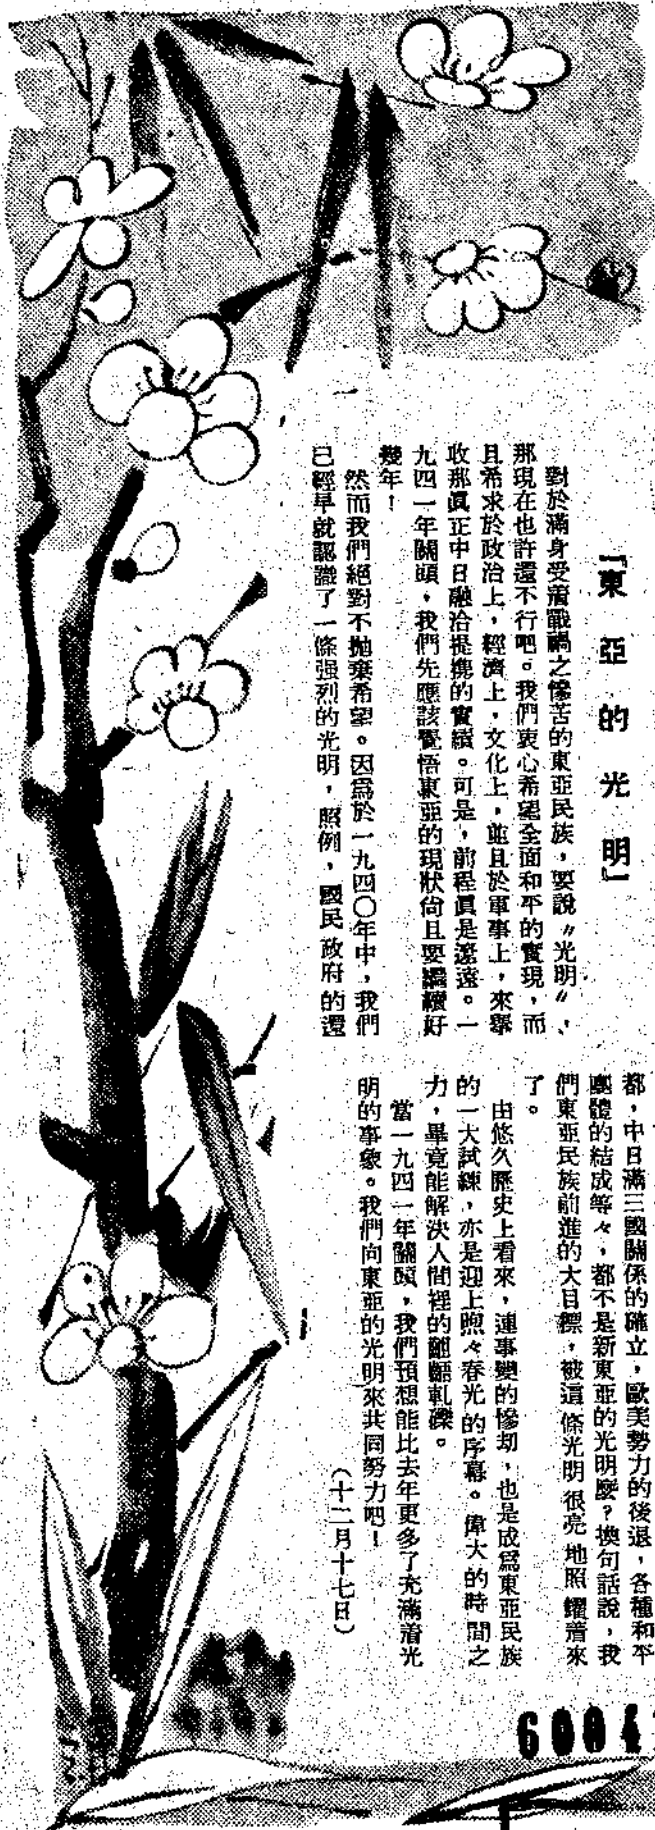 「東亞的光明」
對於滿身受着戰禍之慘苦的東亞民族，要說〝光明〞，
那現在也許還不行吧。我們衷心希望全面和平的實現，而
且希求於政治上，經濟上，文化上，並且於軍事上，來舉
收那眞正中日融洽提携的實績。可是，前程眞是遼遠。一
九四一年關頭，我們先應該覺悟東亞的現狀尙且要繼續好
幾年！
然而我們絕對不拋棄希望。因爲於一九四〇年中，我們
已經早就認識了一條强烈的光明，照例，國民政府的還
都，中日滿三國關係的確立，歐美勢力的後退，各種和平
團體的結成等々，都不是新東亞的光明麽？換句話說，我
們東亞民族前進的大目標，被這條光明很亮地照耀着來
了。
由悠久歷史上看來，連事變的慘劫，也是成爲東亞民族
的一大試練，亦是迎上煦々春光的序幕。偉大的時間之
力，畢竟能解決人間裡的齟齬軋礫。
當一九四一年關頭，我們預想能比去年更多了充滿着光
明的事象。我們向東亞的光明來共同努力吧！
（十二月十七日）
6004